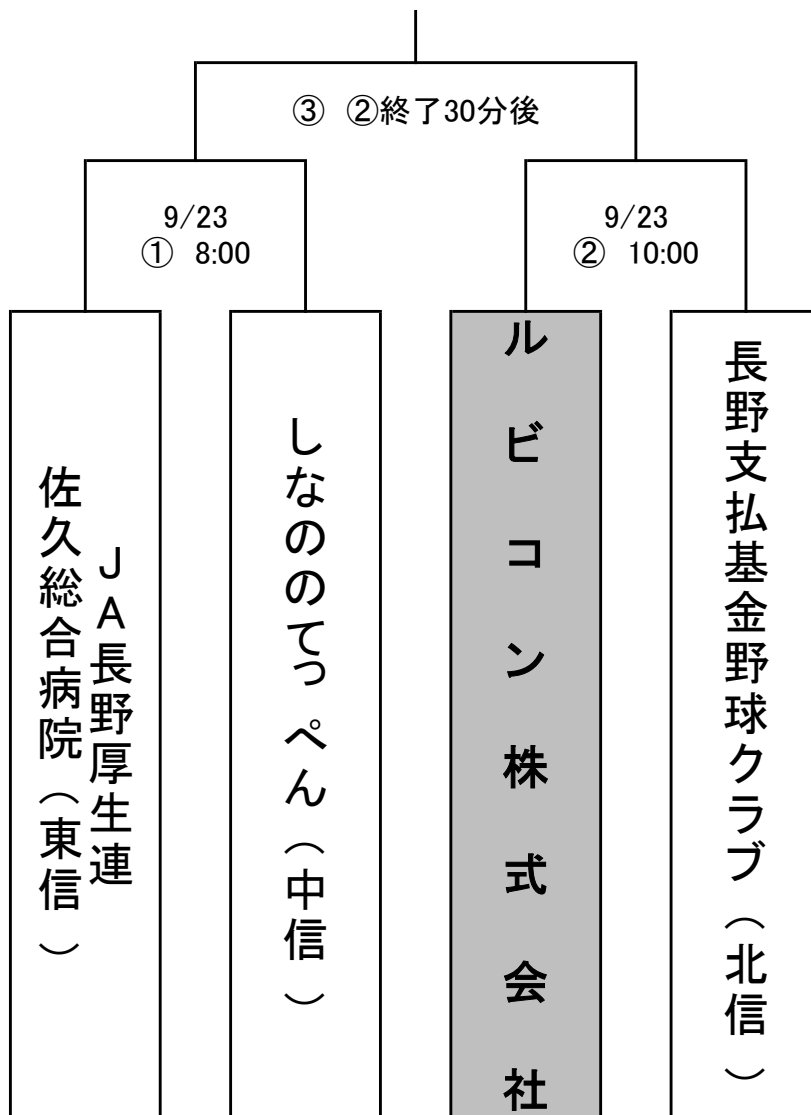 ③ ②終了30分後
9/23
① 8:00
9/23
② 10:00
JA長野厚生連
佐久総合病院（東信）
しなののてっぺん（中信）
ルビコン株式会社
長野支払基金野球クラブ（北信）